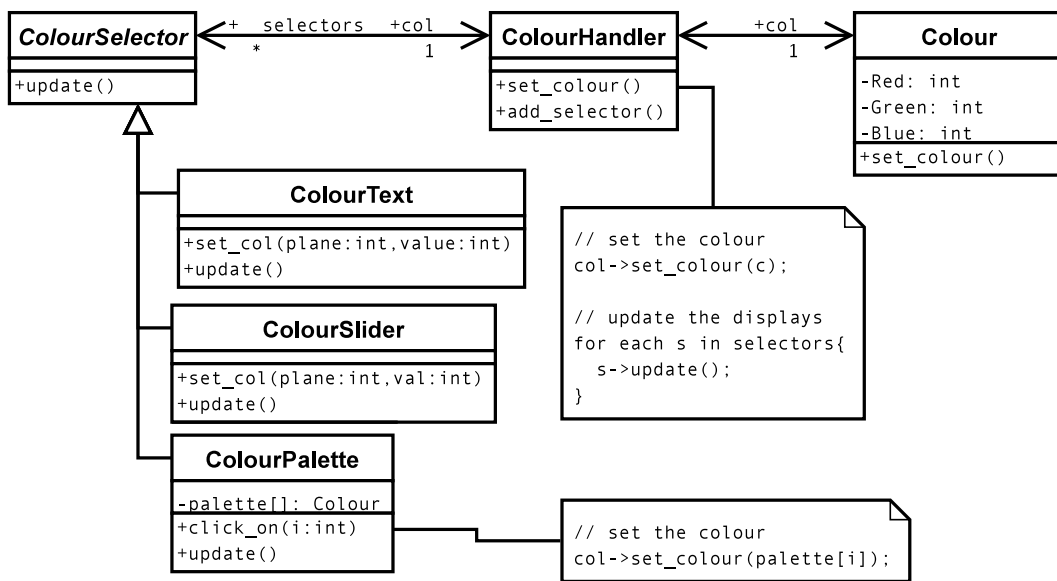 ColourSelector
+update()
+ selectors +col
* 1
ColourHandler
+set_colour()
+add_selector()
+col
1
Colour
-Red: int
-Green: int
-Blue: int
+set_colour()
ColourText
+set_col(plane:int,value:int)
+update()
// set the colour
col->set_colour(c);
// update the displays
for each s in selectors{
s->update();
}
ColourSlider
+set_col(plane:int,val:int)
+update()
ColourPalette
-palette[]: Colour
+click_on(i:int)
+update()
// set the colour
col->set_colour(palette[i]);